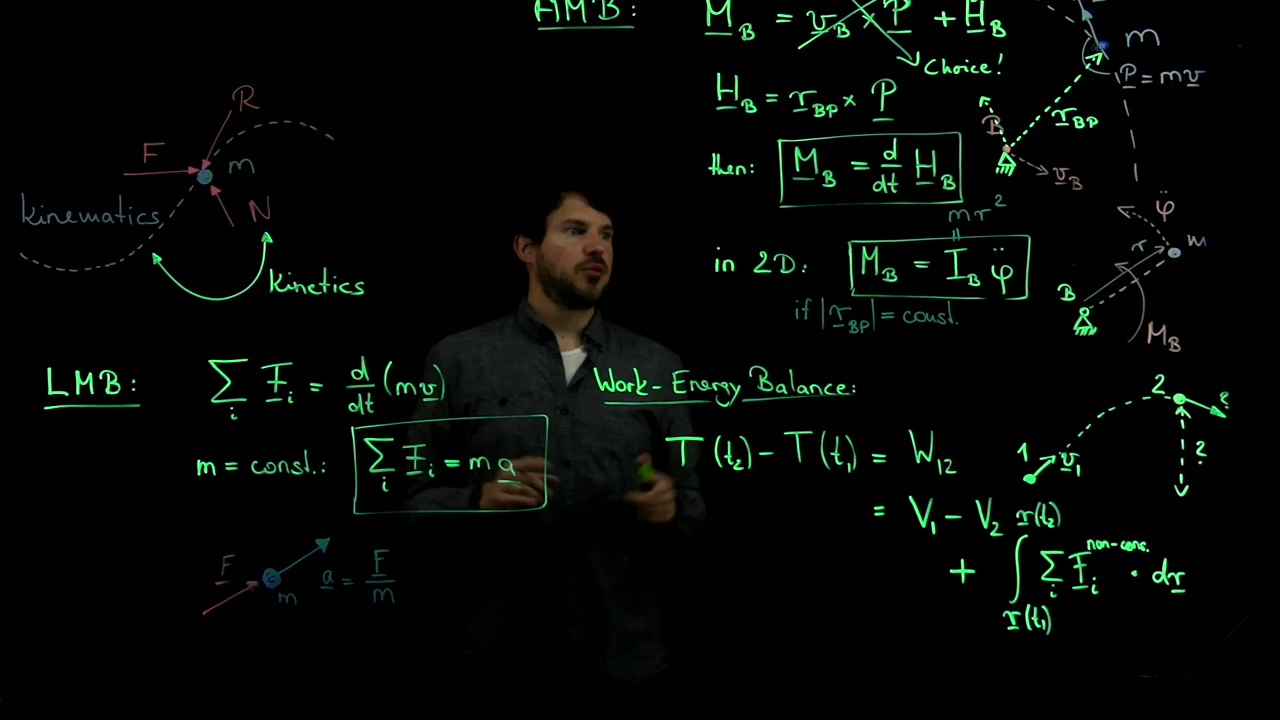 AMB: M_B = v_B × P + H_B
Choice!
m
P = mv
H_B = r_BP × P
r_BP
B
v_B
then: M_B = d/dt H_B
in 2D: M_B = I_B φ̈
mr²
"
if |r_BP| = const.
φ̈
r
m
B
M_B
R
F
m
N
kinematics
kinetics
LMB: Σ_i F_i = d/dt (mv)
m = const.: Σ_i F_i = m a
F
m
a = F/m
Work-Energy Balance:
T(t₂) - T(t₁) = W₁₂
= V₁ - V₂
+ ∫_{r(t₁)}^{r(t₂)} Σ_i F_i^{non-cons.} · dr
1
v₁
2
?
?